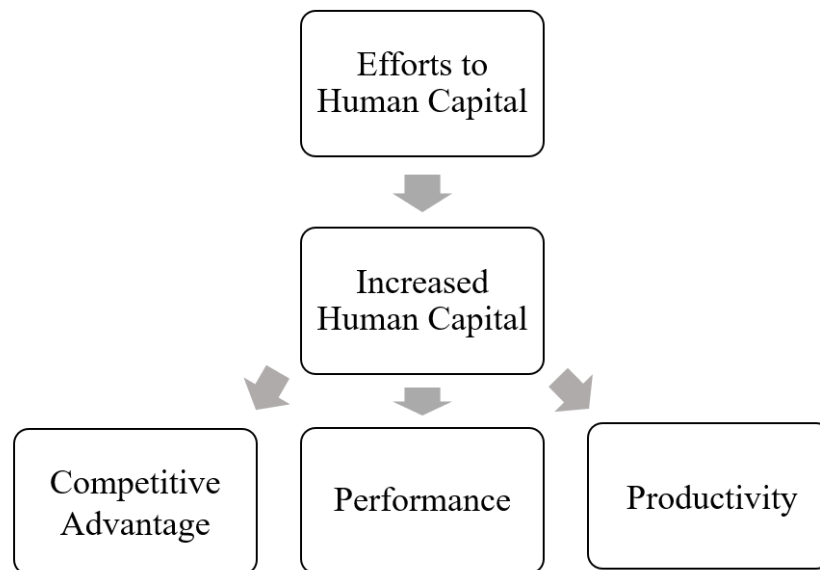 Efforts to
Human Capital
Increased
Human Capital
Competitive
Advantage
Performance
Productivity